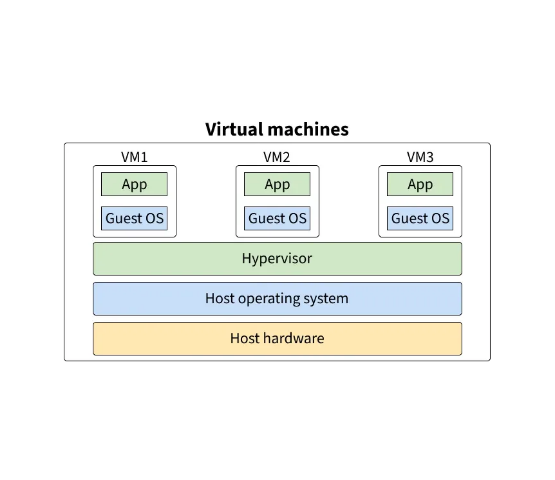 Virtual machines
VM1 VM2 VM3
App App App
Guest OS Guest OS Guest OS
Hypervisor
Host operating system
Host hardware